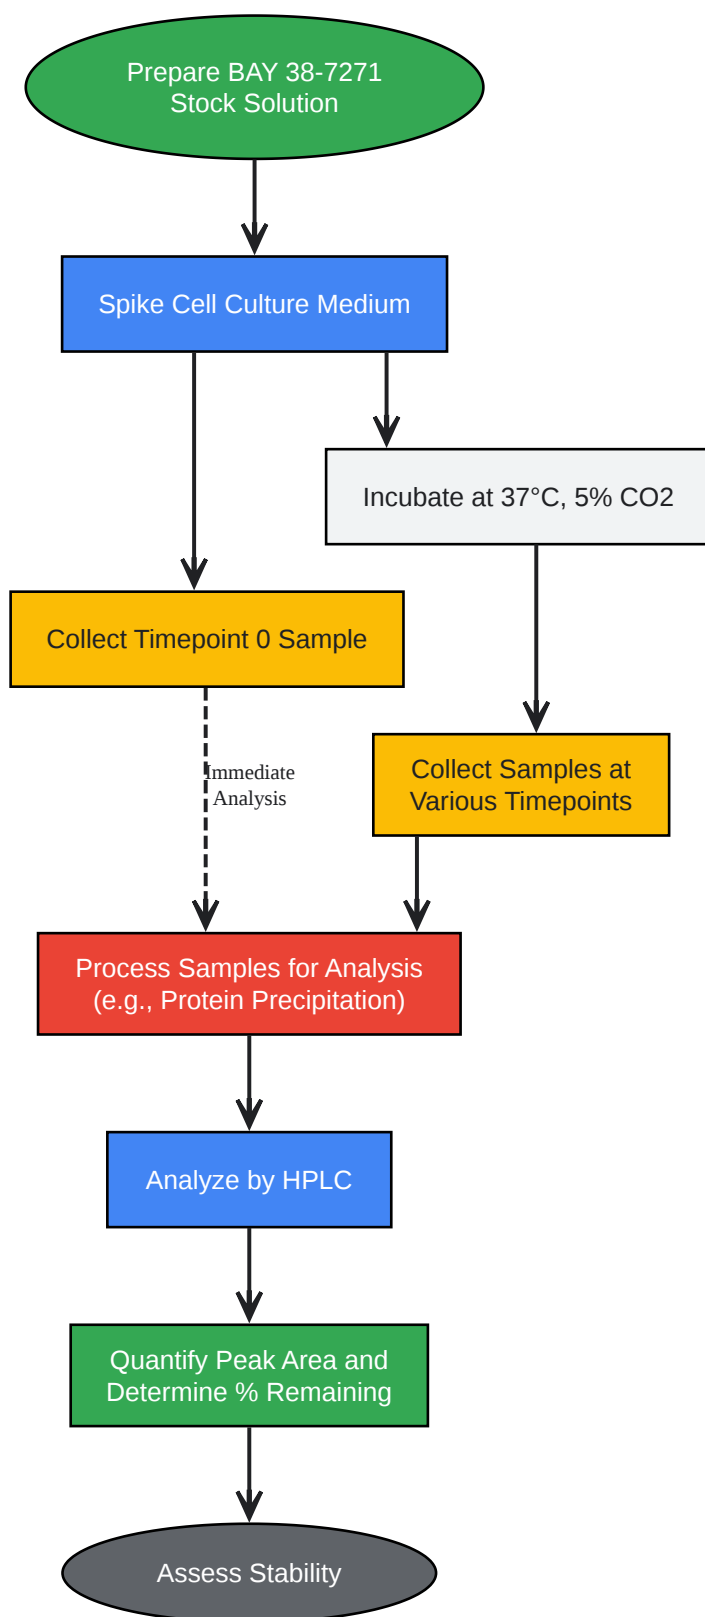 Prepare BAY 38-7271
Stock Solution
Spike Cell Culture Medium
Incubate at 37°C, 5% CO2
Collect Timepoint 0 Sample
Immediate
Analysis
Collect Samples at
Various Timepoints
Process Samples for Analysis
(e.g., Protein Precipitation)
Analyze by HPLC
Quantify Peak Area and
Determine % Remaining
Assess Stability